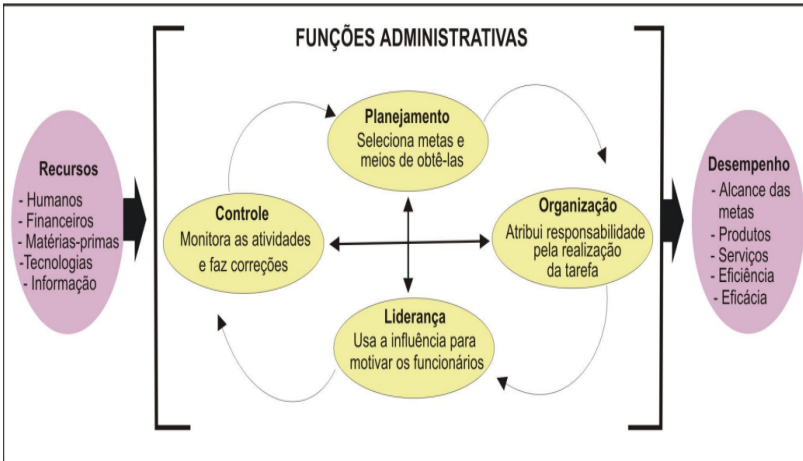 FUNÇÕES ADMINISTRATIVAS
Recursos
- Humanos
- Financeiros
- Matérias-primas
-Tecnologias
- Informação
Planejamento
Seleciona metas e
meios de obtê-las
Controle
Monitora as atividades
e faz correções
Organização
Atribui responsabilidade
pela realização
da tarefa
Liderança
Usa a influência para
motivar os funcionários
Desempenho
- Alcance das
metas
- Produtos
- Serviços
- Eficiência
- Eficácia